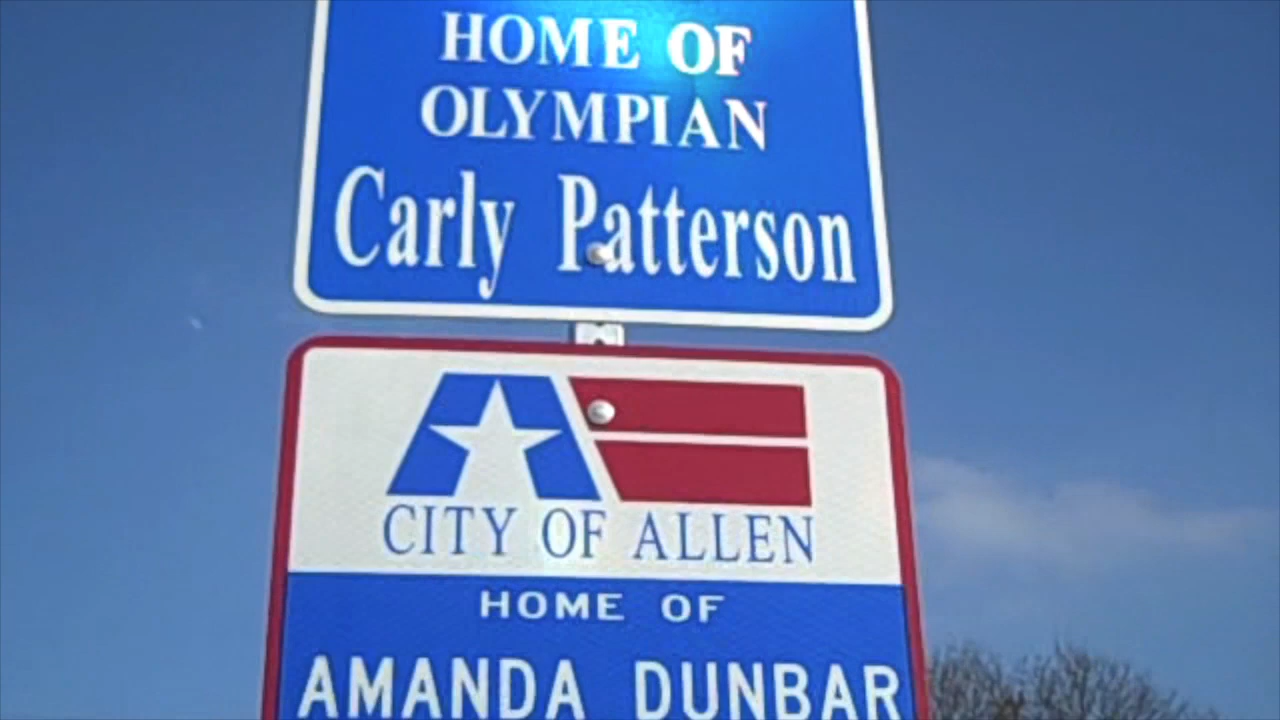 HOME OF
OLYMPIAN
Carly Patterson
CITY OF ALLEN
HOME OF
AMANDA DUNBAR